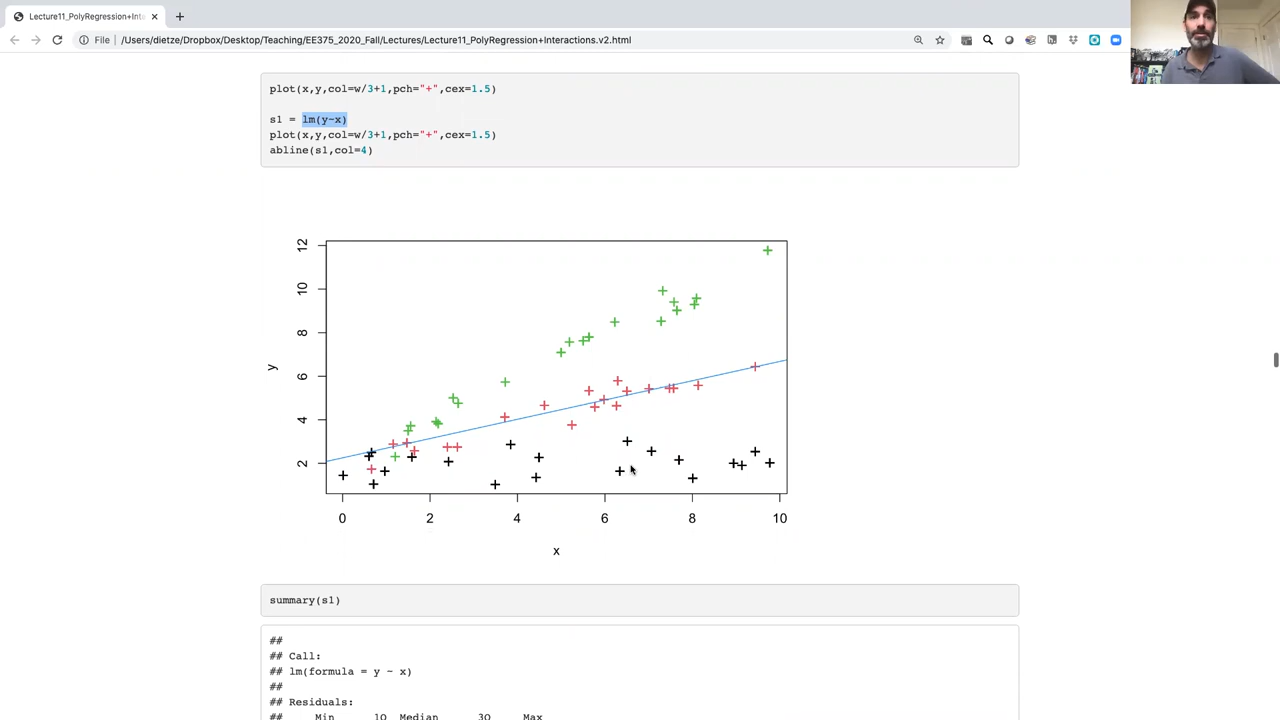 Lecture11_PolyRegression+Inte
File /Users/dietze/Dropbox/Desktop/Teaching/EE375_2020_Fall/Lectures/Lecture11_PolyRegression+Interactions.v2.html
plot(x,y,col=w/3+1,pch="+",cex=1.5)
s1 = lm(y~x)
plot(x,y,col=w/3+1,pch="+",cex=1.5)
abline(s1,col=4)
12
10
8
6
4
2
y
0 2 4 6 8 10
x
summary(s1)
##
## Call:
## lm(formula = y ~ x)
##
## Residuals:
## Min 1Q Median 3Q Max